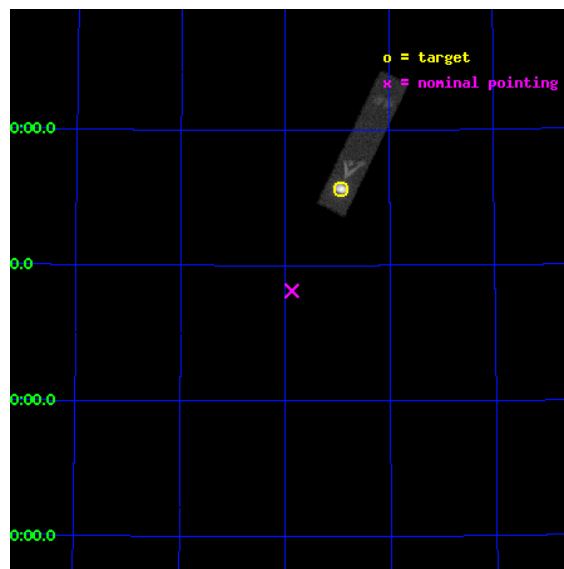 o = target
x = nominal pointing
0:00.0
0.0
0:00.0
0:00.0